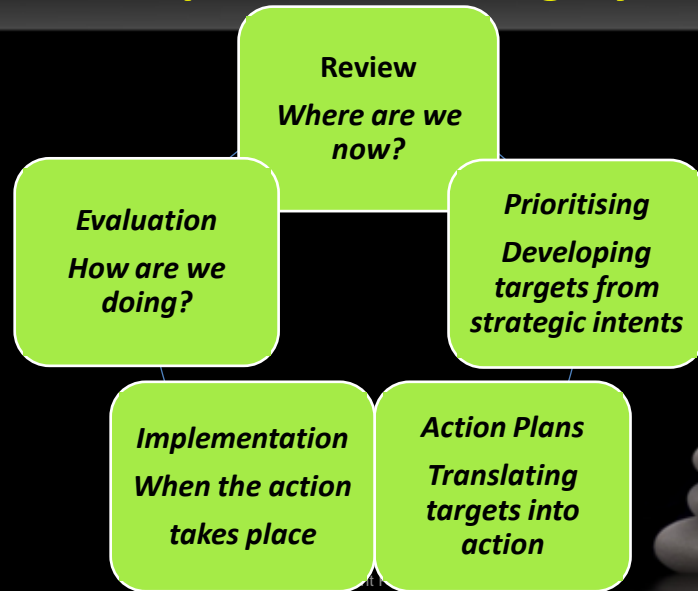 Review
Where are we
now?
Evaluation
How are we
doing?
Prioritising
Developing
targets from
strategic intents
Implementation
When the action
takes place
Action Plans
Translating
targets into
action